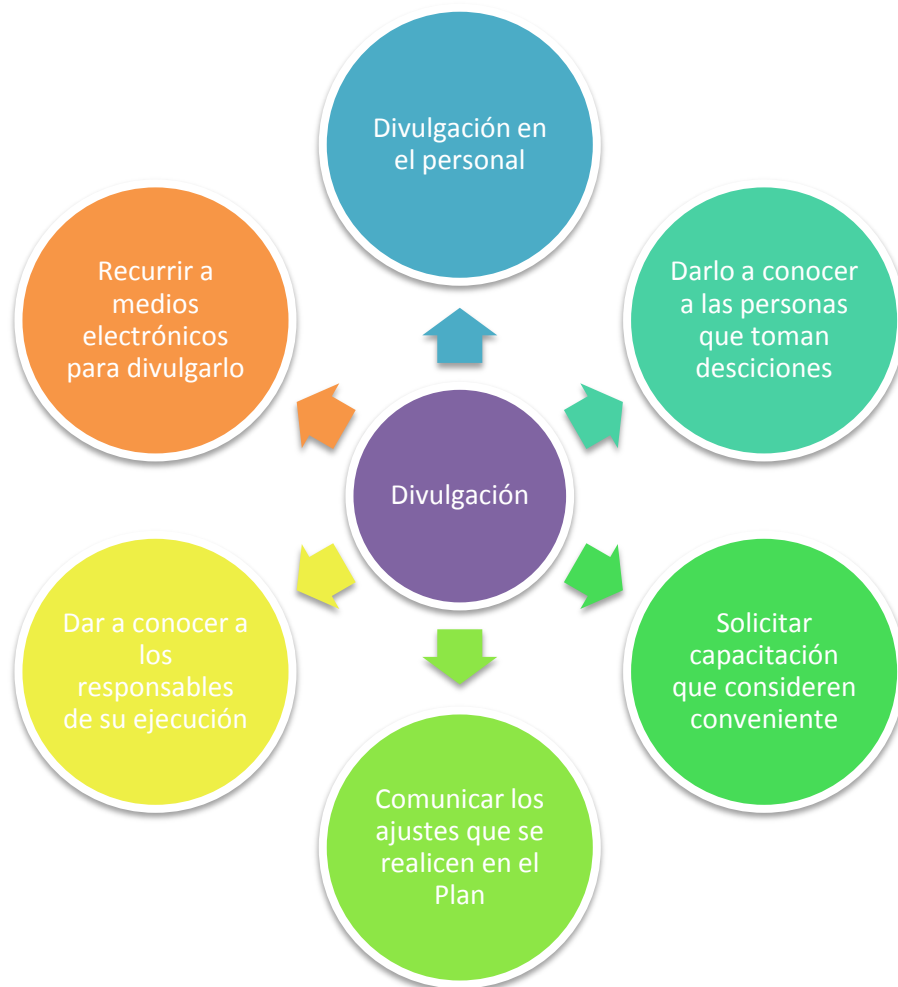 Divulgación en
el personal
Darlo a conocer
a las personas
que toman
desciciones
Solicitar
capacitación
que consideren
conveniente
Comunicar los
ajustes que se
realicen en el
Plan
Dar a conocer a
los
responsables
de su ejecución
Recurrir a
medios
electrónicos
para divulgarlo
Divulgación